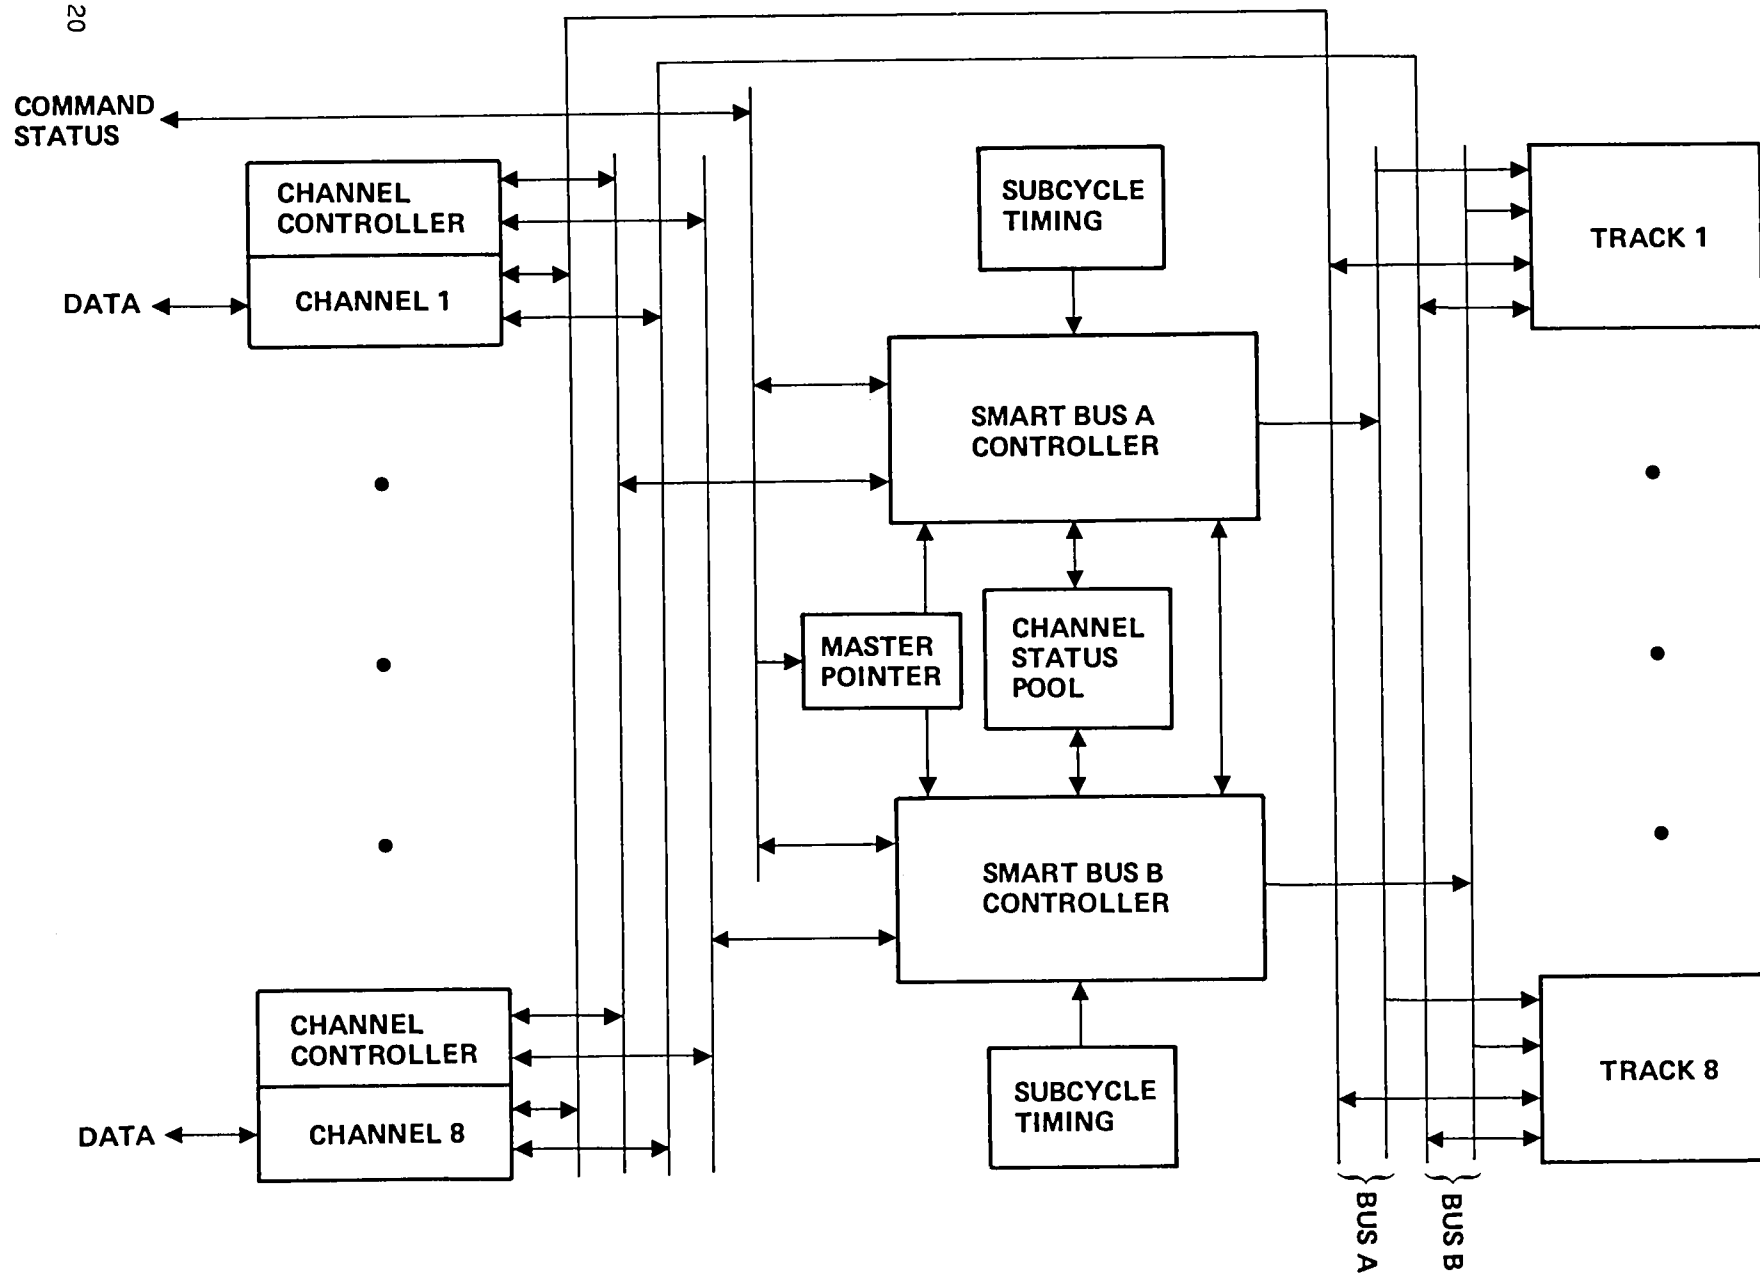 20
COMMAND
STATUS
CHANNEL
CONTROLLER
CHANNEL 1
DATA
SUBCYCLE
TIMING
TRACK 1
SMART BUS A
CONTROLLER
MASTER
POINTER
CHANNEL
STATUS
POOL
SMART BUS B
CONTROLLER
CHANNEL
CONTROLLER
CHANNEL 8
DATA
SUBCYCLE
TIMING
TRACK 8
BUS A
BUS B